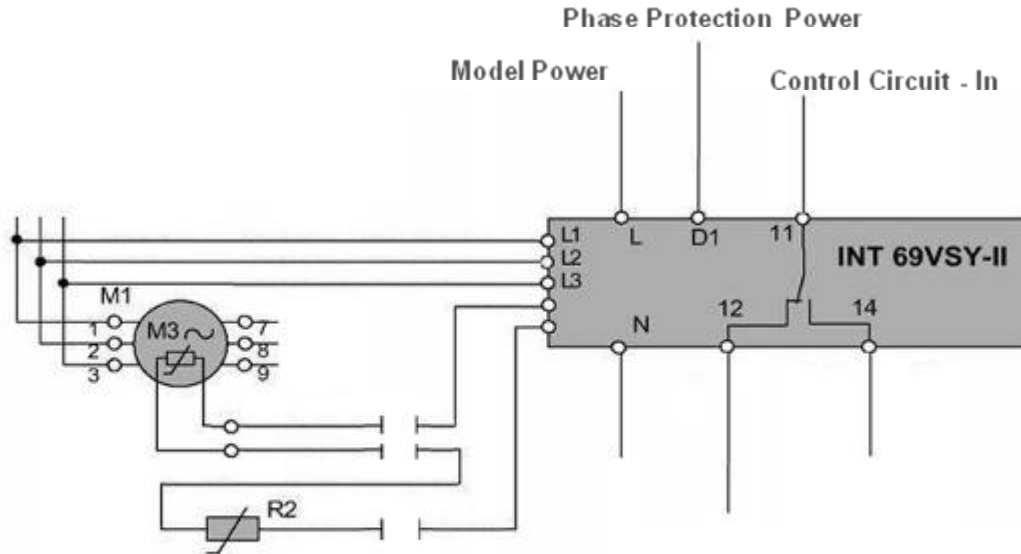 Phase Protection Power
Model Power
Control Circuit - In
L1 L D1 11 INT 69VSY-II
L2
L3
M1
N 12 14
1 M3 7
2 8
3 9
R2